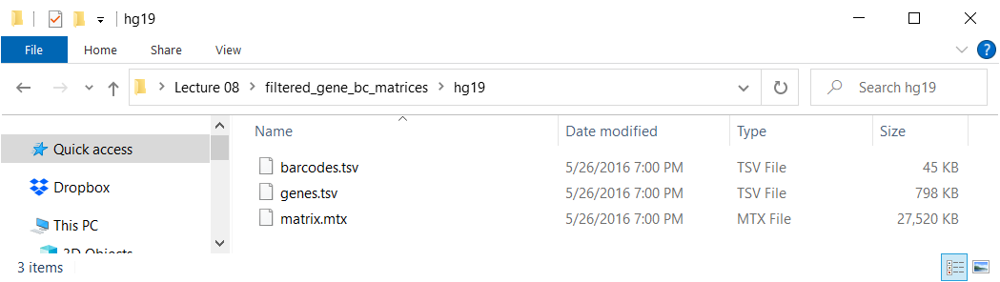 hg19
File Home Share View
Lecture 08 filtered_gene_bc_matrices hg19 Search hg19
Name Date modified Type Size
Quick access
barcodes.tsv 5/26/2016 7:00 PM TSV File 45 KB
Dropbox
genes.tsv 5/26/2016 7:00 PM TSV File 798 KB
This PC
matrix.mtx 5/26/2016 7:00 PM MTX File 27,520 KB
3D Objects
3 items